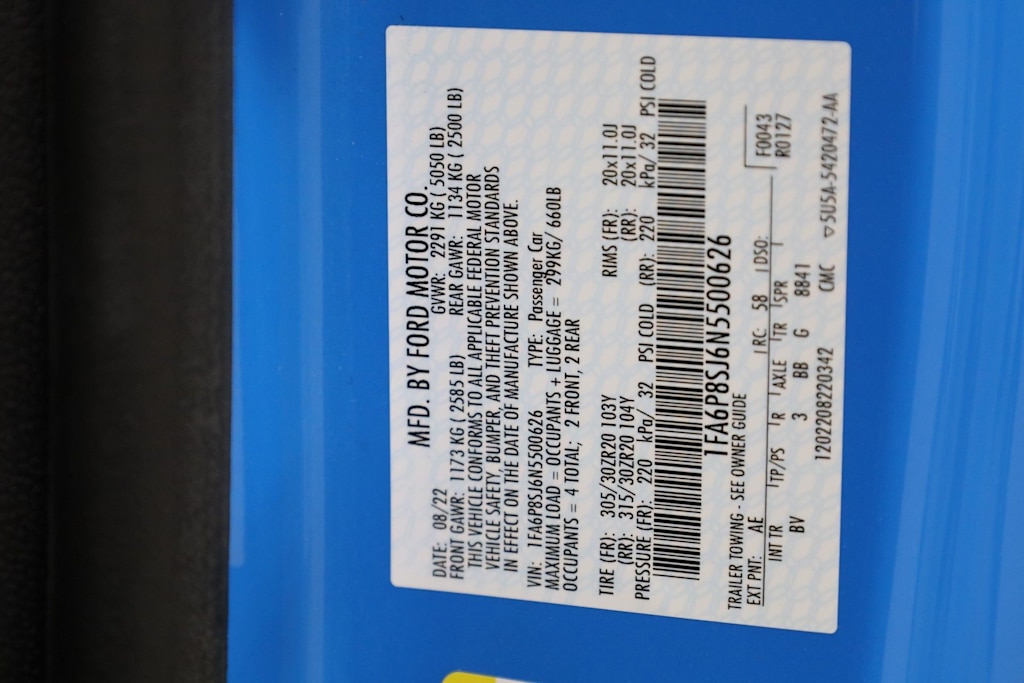 MFD. BY FORD MOTOR CO.
DATE: 08/22 GVWR: 2291 KG ( 5050 LB)
FRONT GAWR: 1173 KG ( 2585 LB) REAR GAWR: 1134 KG ( 2500 LB)
THIS VEHICLE CONFORMS TO ALL APPLICABLE FEDERAL MOTOR
VEHICLE SAFETY, BUMPER, AND THEFT PREVENTION STANDARDS
IN EFFECT ON THE DATE OF MANUFACTURE SHOWN ABOVE.
VIN: 1FA6P8SJ6N5500626 TYPE: Passenger Car
MAXIMUM LOAD = OCCUPANTS + LUGGAGE = 299KG/ 660LB
OCCUPANTS = 4 TOTAL; 2 FRONT, 2 REAR
TIRE (FR): 305/30ZR20 103Y RIMS (FR): 20x11.0J
(RR): 315/30ZR20 104Y (RR): 20x11.0J
PRESSURE (FR): 220 kPa/ 32 PSI COLD (RR): 220 kPa/ 32 PSI COLD
1FA6P8SJ6N5500626
TRAILER TOWING - SEE OWNER GUIDE
F0043
R0127
EXT PNT: AE RC: 58 DSO:
INT TR TP/PS R AXLE TR SPR
BV 3 BB G 8841
1202208220342 CMC ▽5U5A-5420472-AA